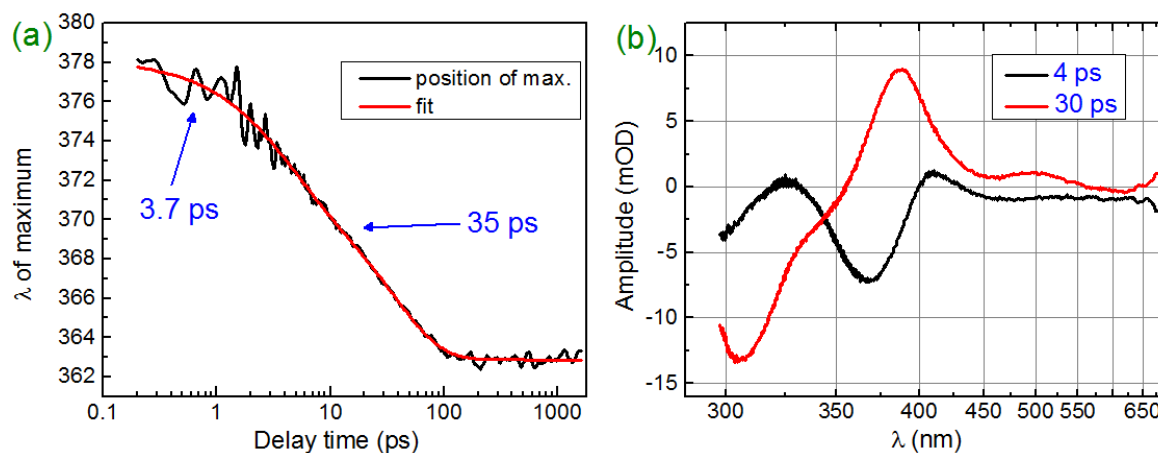 (a)
λ of maximum
380
378
376
374
372
370
368
366
364
362
position of max.
fit
3.7 ps
35 ps
0.1
1
10
100
1000
Delay time (ps)
(b)
Amplitude (mOD)
10
5
0
-5
-10
-15
4 ps
30 ps
300
350
400
450
500
550
600
650
λ (nm)